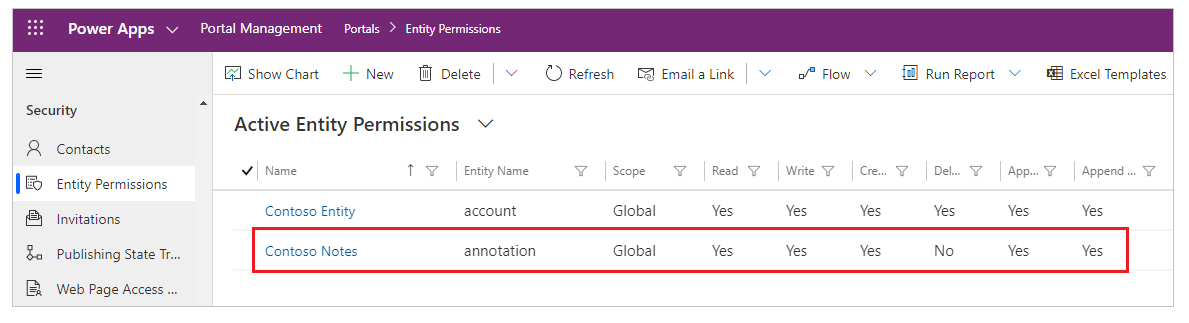 Power Apps Portal Management Portals > Entity Permissions
Show Chart New Delete Refresh Email a Link Flow Run Report Excel Templates
Security
Contacts
Entity Permissions
Invitations
Publishing State Tr...
Web Page Access ...
Active Entity Permissions
Name Entity Name Scope Read Write Cre... Del... App... Append ...
Contoso Entity account Global Yes Yes Yes Yes Yes Yes
Contoso Notes annotation Global Yes Yes Yes No Yes Yes